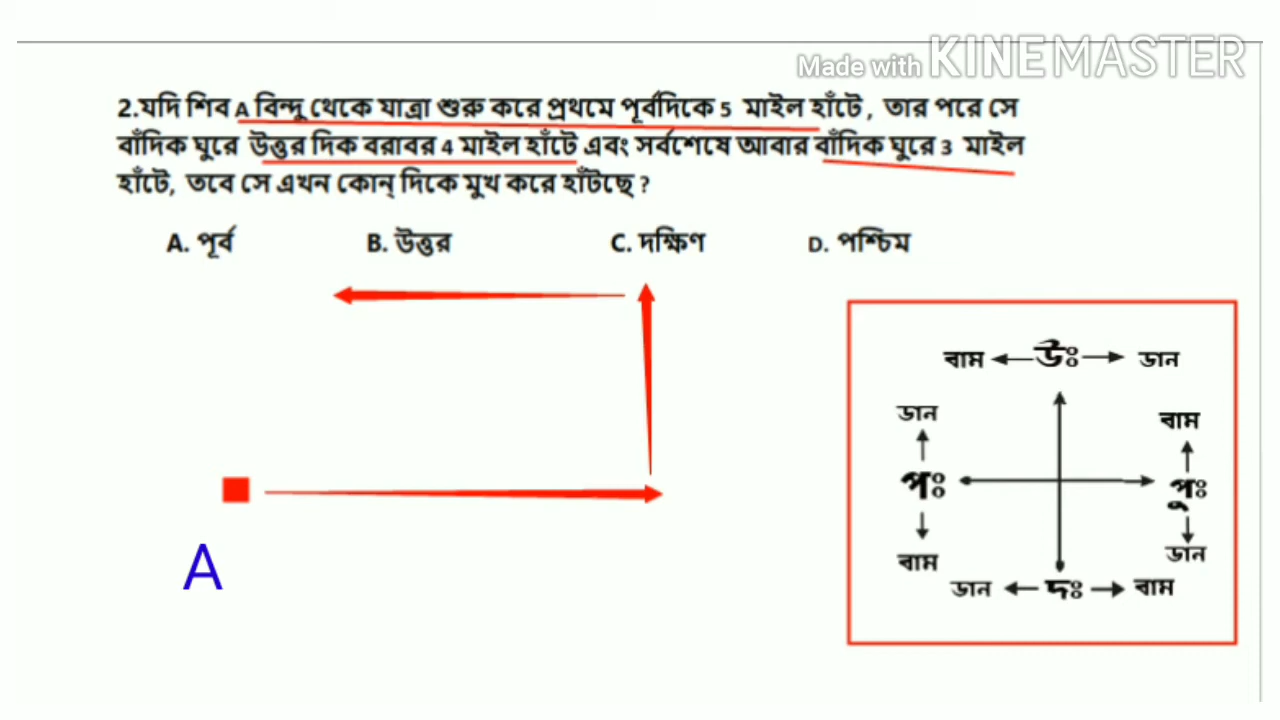 Made with KINEMASTER
2.যদি শিব A বিন্দু থেকে যাত্রা শুরু করে প্রথমে পূর্বদিকে 5 মাইল হাঁটে , তার পরে সে
বাঁদিক ঘুরে উত্তর দিক বরাবর 4 মাইল হাঁটে এবং সর্বশেষে আবার বাঁদিক ঘুরে 3 মাইল
হাঁটে, তবে সে এখন কোন্ দিকে মুখ করে হাঁটছে ?
A. পূর্ব B. উত্তর C. দক্ষিণ D. পশ্চিম
বাম উঃ ডান
ডান বাম
পঃ পুঃ
বাম ডান
ডান দঃ বাম
A